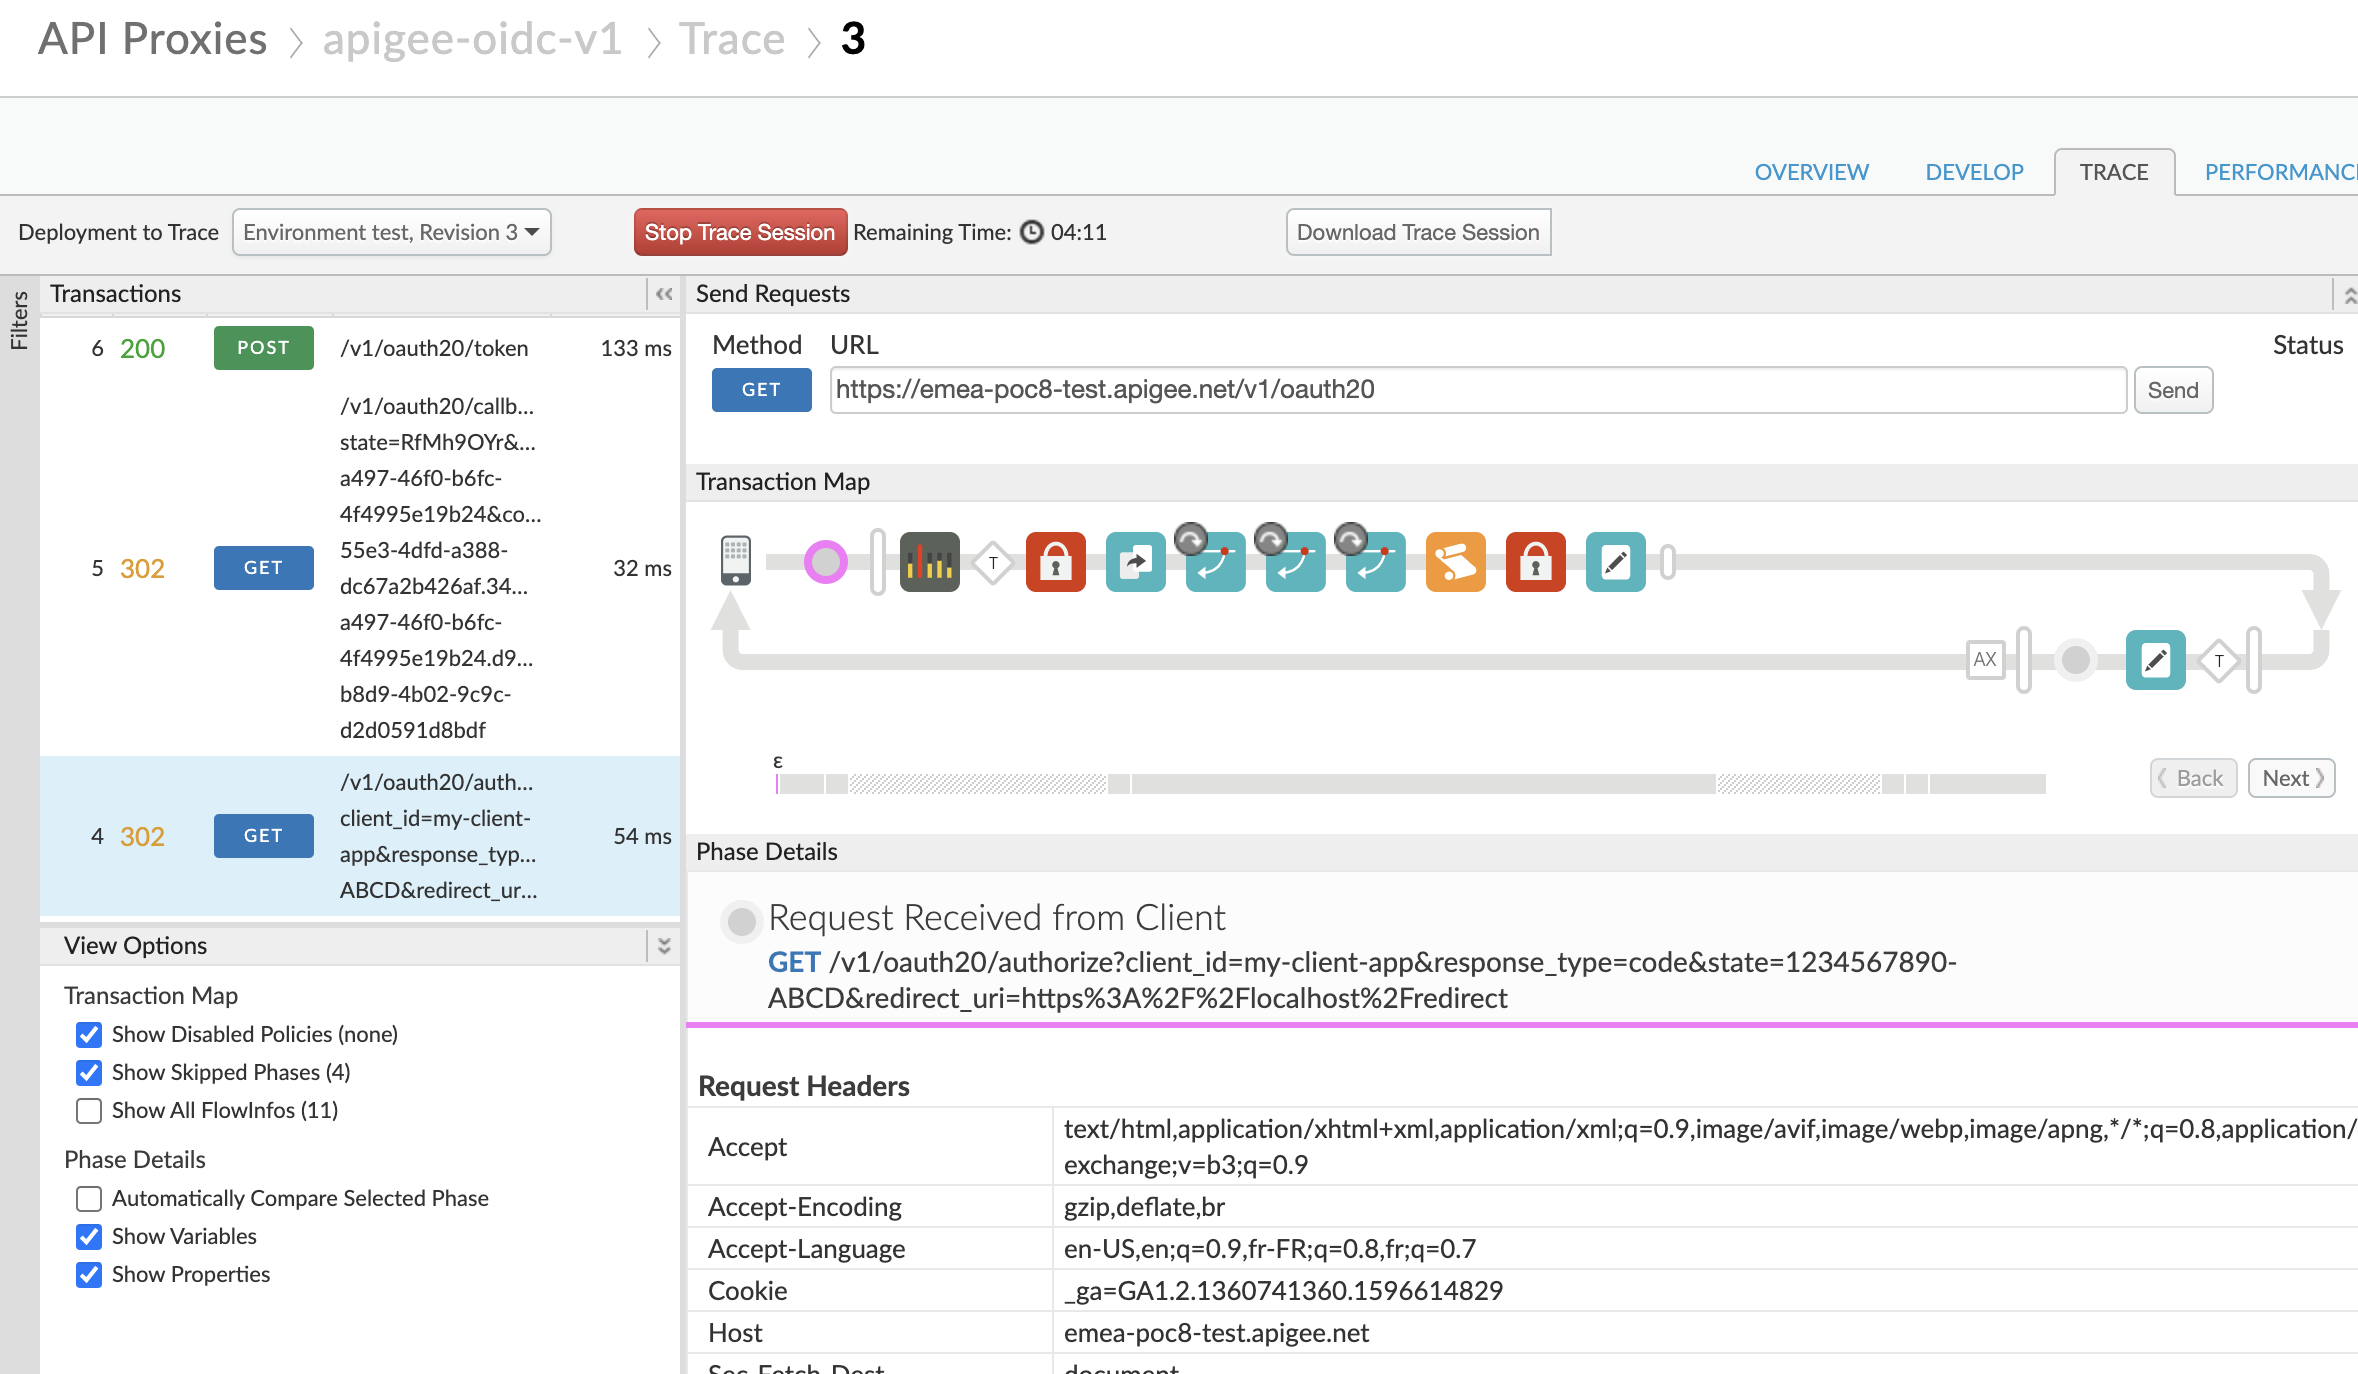 API Proxies > apigee-oidc-v1 > Trace > 3
OVERVIEW DEVELOP TRACE PERFORMANC
Deployment to Trace Environment test, Revision 3 Stop Trace Session Remaining Time: 04:11 Download Trace Session
Filters
Transactions «
6 200 POST /v1/oauth20/token 133 ms
/v1/oauth20/callb...
state=RfMh9OYr&...
a497-46f0-b6fc-
4f4995e19b24&co...
55e3-4dfd-a388-
5 302 GET dc67a2b426af.34... 32 ms
a497-46f0-b6fc-
4f4995e19b24.d9...
b8d9-4b02-9c9c-
d2d0591d8bdf
/v1/oauth20/auth...
client_id=my-client-
4 302 GET app&response_typ... 54 ms
ABCD&redirect_ur...
View Options
Transaction Map
Show Disabled Policies (none)
Show Skipped Phases (4)
Show All FlowInfos (11)
Phase Details
Automatically Compare Selected Phase
Show Variables
Show Properties
Send Requests
Method URL Status
GET https://emea-poc8-test.apigee.net/v1/oauth20 Send
Transaction Map
T
AX T
ε
Back Next
Phase Details
Request Received from Client
GET /v1/oauth20/authorize?client_id=my-client-app&response_type=code&state=1234567890-
ABCD&redirect_uri=https%3A%2F%2Flocalhost%2Fredirect
Request Headers
Accept text/html,application/xhtml+xml,application/xml;q=0.9,image/avif,image/webp,image/apng,*/*;q=0.8,application/
exchange;v=b3;q=0.9
Accept-Encoding gzip,deflate,br
Accept-Language en-US,en;q=0.9,fr-FR;q=0.8,fr;q=0.7
Cookie _ga=GA1.2.1360741360.1596614829
Host emea-poc8-test.apigee.net
Sec-Fetch-Dest document